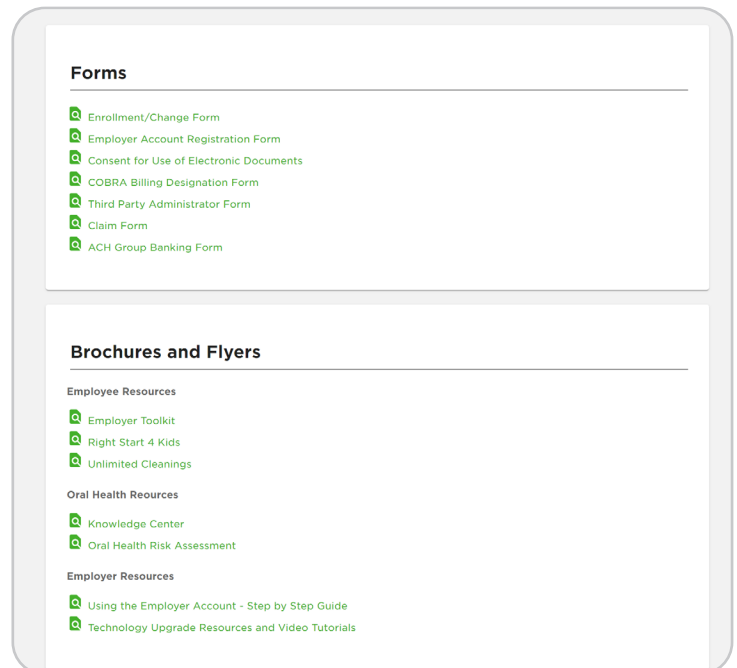 Forms
Enrollment/Change Form
Employer Account Registration Form
Consent for Use of Electronic Documents
COBRA Billing Designation Form
Third Party Administrator Form
Claim Form
ACH Group Banking Form
Brochures and Flyers
Employee Resources
Employer Toolkit
Right Start 4 Kids
Unlimited Cleanings
Oral Health Reources
Knowledge Center
Oral Health Risk Assessment
Employer Resources
Using the Employer Account - Step by Step Guide
Technology Upgrade Resources and Video Tutorials